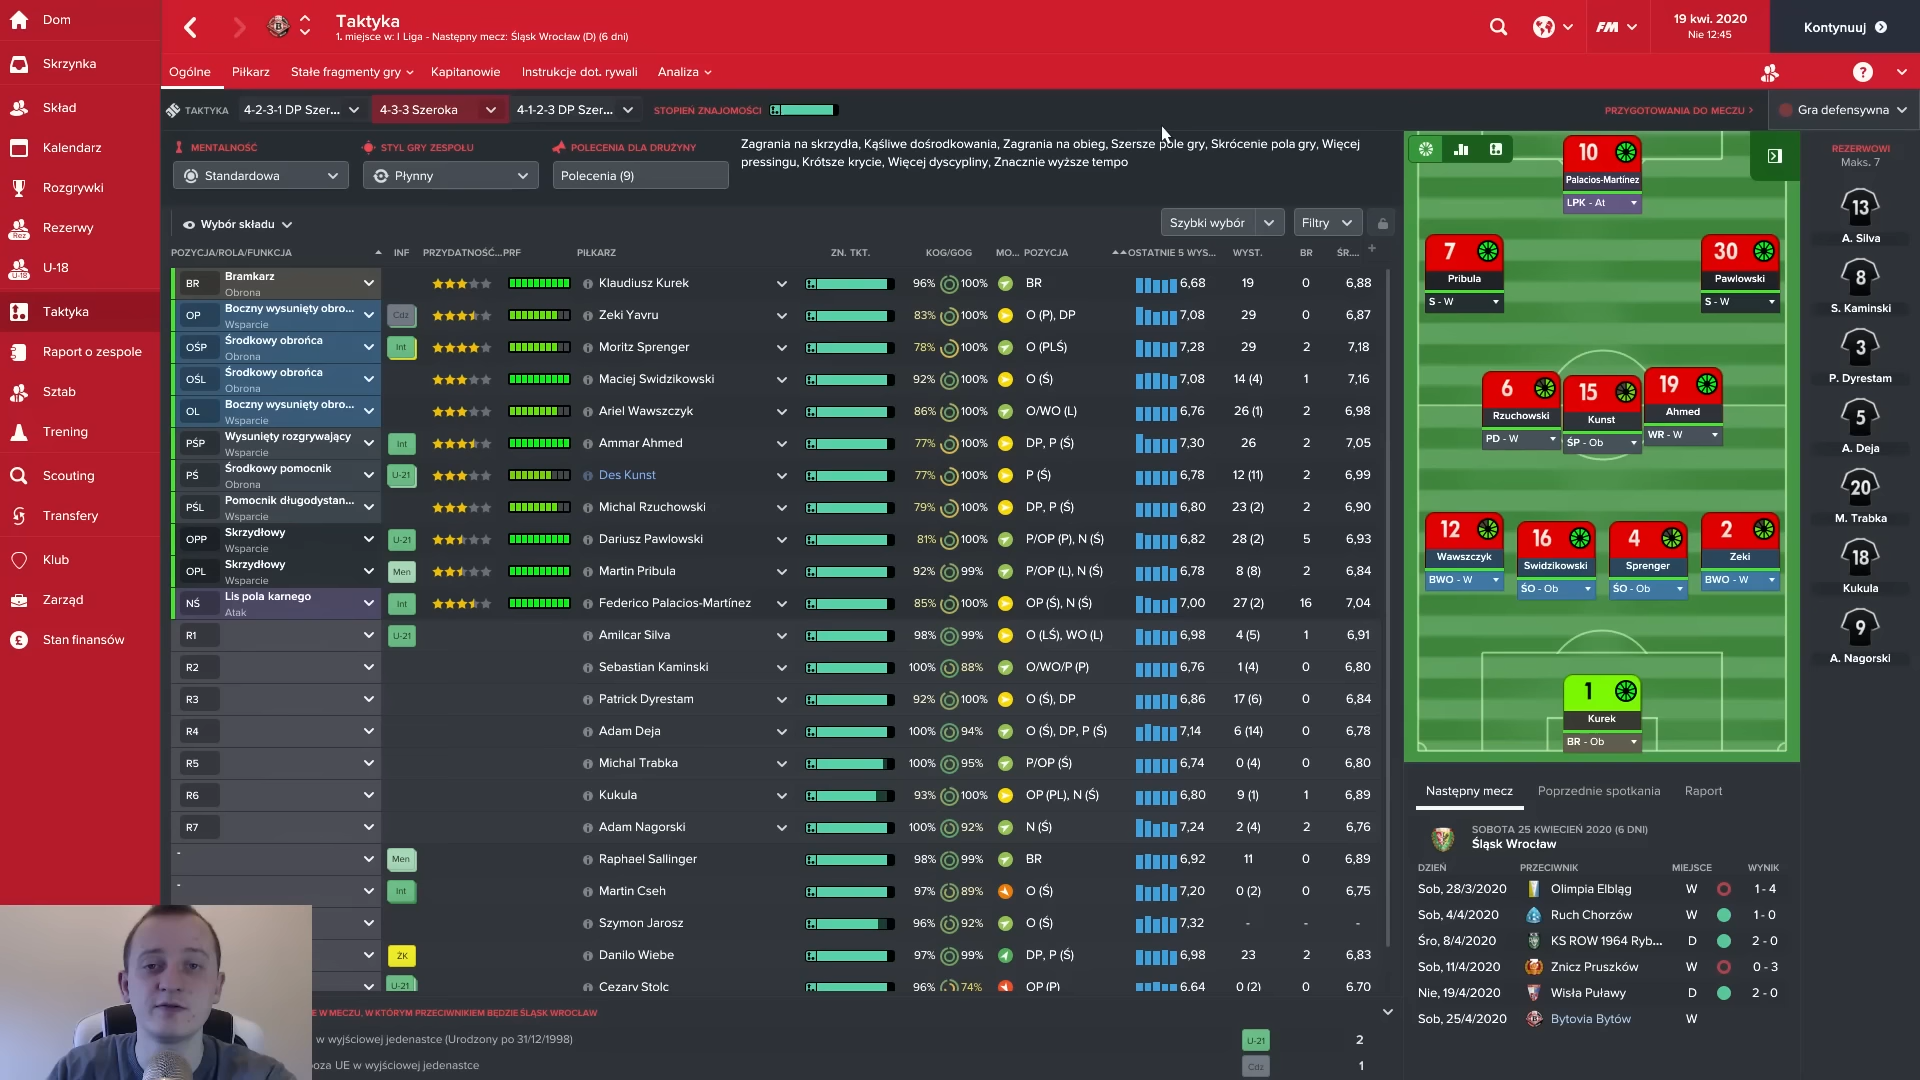 Dom
Skrzynka
Skład
Kalendarz
Rozgrywki
Rezerwy
U-18
Taktyka
Raport o zespole
Sztab
Trening
Scouting
Transfery
Klub
Zarząd
Stan finansów
Taktyka
1. miejsce w: I Liga - Następny mecz: Śląsk Wrocław (D) (6 dni)
FM
19 kwi. 2020
Nie 12:45
Kontynuuj
Ogólne Piłkarz Stałe fragmenty gry Kapitanowie Instrukcje dot. rywali Analiza
TAKTYKA 4-2-3-1 DP Szer... 4-3-3 Szeroka 4-1-2-3 DP Szer... STOPIEŃ ZNAJOMOŚCI
PRZYGOTOWANIA DO MECZU > Gra defensywna
MENTALNOŚĆ STYL GRY ZESPOŁU POLECENIA DLA DRUŻYNY
Standardowa Płynny Polecenia (9)
Zagrania na skrzydła, Kąśliwe dośrodkowania, Zagrania na obieg, Szersze pole gry, Skrócenie pola gry, Więcej
pressingu, Krótsze krycie, Więcej dyscypliny, Znacznie wyższe tempo
Wybór składu Szybki wybór Filtry
POZYCJA/ROLA/FUNKCJA INF PRZYDATNOŚĆ... PRF PIŁKARZ ZN. TKT. KOG/GOG MO... POZYCJA OSTATNIE 5 WYS... WYST. BR ŚR....
BR Bramkarz Obrona Klaudiusz Kurek 96% 100% BR 6,68 19 0 6,88
OP Boczny wysunięty obro... Wsparcie Cdz Zeki Yavru 83% 100% O (P), DP 7,08 29 0 6,87
OŚP Środkowy obrońca Obrona Int Moritz Sprenger 78% 100% O (PLŚ) 7,28 29 2 7,18
OŚL Środkowy obrońca Obrona Maciej Swidzikowski 92% 100% O (Ś) 7,08 14 (4) 1 7,16
OL Boczny wysunięty obro... Wsparcie Ariel Wawszczyk 86% 100% O/WO (L) 6,76 26 (1) 2 6,98
PŚP Wysunięty rozgrywający Wsparcie Int Ammar Ahmed 77% 100% DP, P (Ś) 7,30 26 2 7,05
PŚ Środkowy pomocnik Obrona U-21 Des Kunst 77% 100% P (Ś) 6,78 12 (11) 2 6,99
PŚL Pomocnik długodystan... Wsparcie Michal Rzuchowski 79% 100% DP, P (Ś) 6,80 23 (2) 2 6,90
OPP Skrzydłowy Wsparcie U-21 Dariusz Pawlowski 81% 100% P/OP (P), N (Ś) 6,82 28 (2) 5 6,93
OPL Skrzydłowy Wsparcie Men Martin Pribula 92% 99% P/OP (L), N (Ś) 6,78 8 (8) 2 6,84
NŚ Lis pola karnego Atak Int Federico Palacios-Martínez 85% 100% OP (Ś), N (Ś) 7,00 27 (2) 16 7,04
R1 U-21 Amilcar Silva 98% 99% O (LŚ), WO (L) 6,98 4 (5) 1 6,91
R2 Sebastian Kaminski 100% 88% O/WO/P (P) 6,76 1 (4) 0 6,80
R3 Patrick Dyrestam 92% 100% O (Ś), DP 6,86 17 (6) 0 6,84
R4 Adam Deja 100% 94% O (Ś), DP, P (Ś) 7,14 6 (14) 0 6,78
R5 Michal Trabka 100% 95% P/OP (Ś) 6,74 0 (4) 0 6,80
R6 Kukula 93% 100% OP (PL), N (Ś) 6,80 9 (1) 1 6,89
R7 Adam Nagorski 100% 92% N (Ś) 7,24 2 (4) 2 6,76
- Men Raphael Sallinger 98% 99% BR 6,92 11 0 6,89
- Int Martin Cseh 97% 89% O (Ś) 7,20 0 (2) 0 6,75
Szymon Jarosz 96% 92% O (Ś) 7,32 - - -
ŻK Danilo Wiebe 97% 99% DP, P (Ś) 6,98 23 2 6,83
U-21 Cezary Stolc 96% 74% OP (P) 6,64 0 (2) 0 6,70
E W MECZU, W KTÓRYM PRZECIWNIKIEM BĘDZIE ŚLĄSK WROCŁAW
w wyjściowej jedenastce (Urodzony po 31/12/1998) U-21 2
poza UE w wyjściowej jedenastce Cdz 1
10
Palacios-Martínez
LPK - At
7 30
Pribula Pawlowski
S - W S - W
6 15 19
Rzuchowski Kunst Ahmed
PD - W ŚP - Ob WR - W
12 16 4 2
Wawszczyk Swidzikowski Sprenger Zeki
BWO - W ŚO - Ob ŚO - Ob BWO - W
1
Kurek
BR - Ob
REZERWOWI
Maks. 7
13
A. Silva
8
S. Kaminski
3
P. Dyrestam
5
A. Deja
20
M. Trabka
18
Kukula
9
A. Nagorski
Następny mecz Poprzednie spotkania Raport
SOBOTA 25 KWIECIEŃ 2020 (6 DNI)
Śląsk Wrocław
DZIEŃ PRZECIWNIK MIEJSCE WYNIK
Sob, 28/3/2020 Olimpia Elbląg W 1 - 4
Sob, 4/4/2020 Ruch Chorzów W 1 - 0
Śro, 8/4/2020 KS ROW 1964 Ryb... D 2 - 0
Sob, 11/4/2020 Znicz Pruszków W 0 - 3
Nie, 19/4/2020 Wisła Puławy D 2 - 0
Sob, 25/4/2020 Bytovia Bytów W